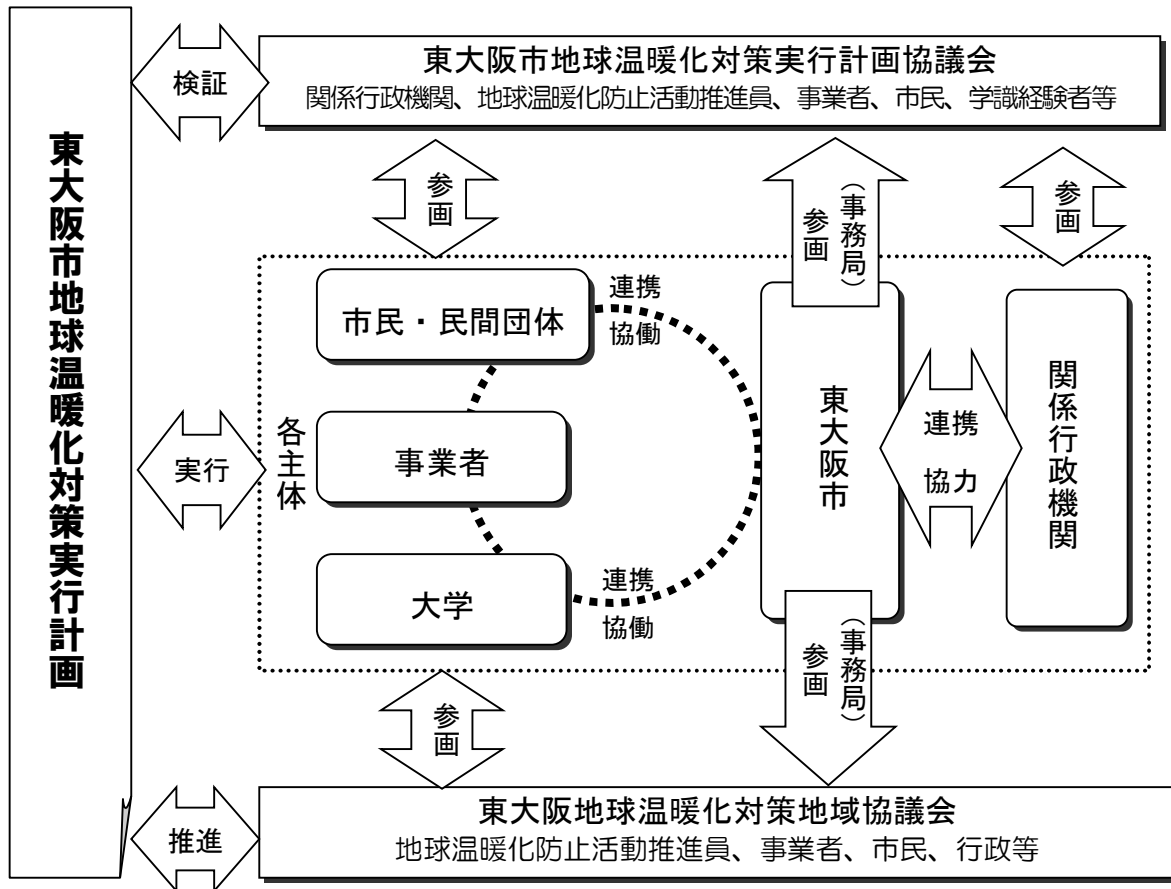 東大阪市地球温暖化対策実行計画
検証
東大阪市地球温暖化対策実行計画協議会
関係行政機関、地球温暖化防止活動推進員、事業者、市民、学識経験者等
参画
参画
（事務局）
参画
実行
各主体
市民・民間団体
事業者
大学
連携
協働
連携
協働
東大阪市
連携
協力
関係行政機関
参画
参画
（事務局）
推進
東大阪地球温暖化対策地域協議会
地球温暖化防止活動推進員、事業者、市民、行政等